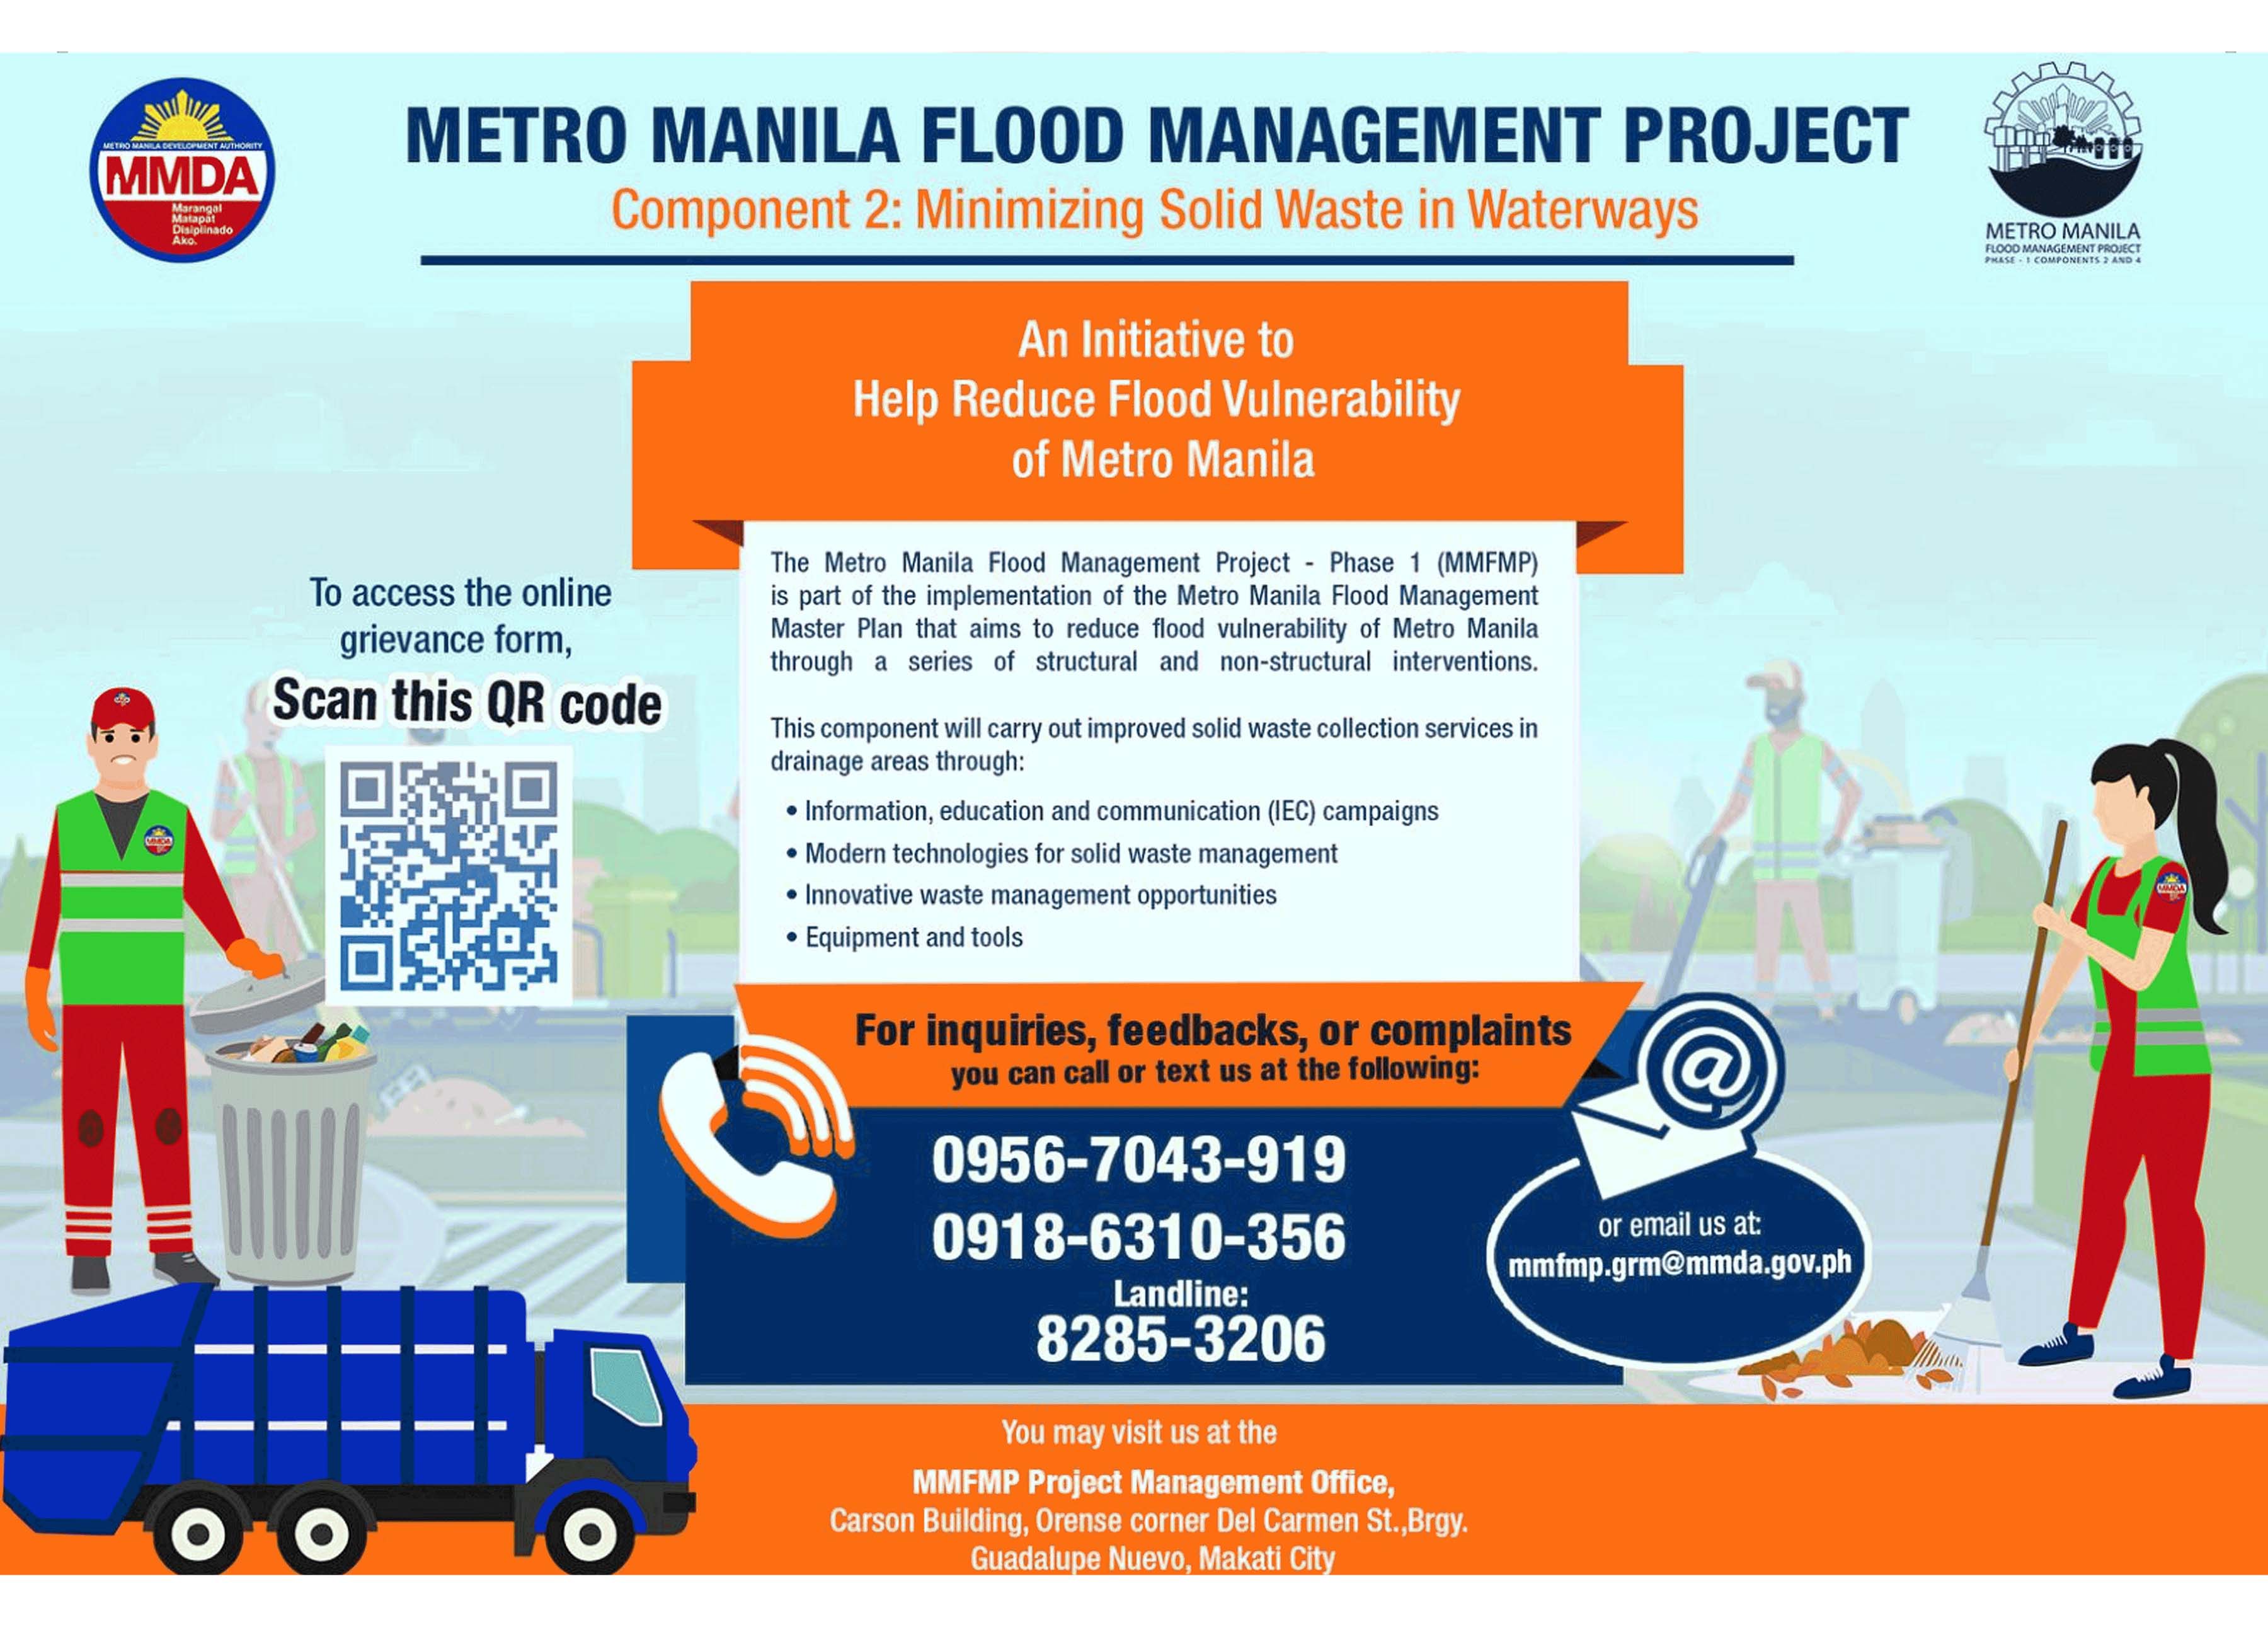 METRO MANILA DEVELOPMENT AUTHORITY
MMDA
Marangal
Matapat
Disiplinado
Ako.
METRO MANILA FLOOD MANAGEMENT PROJECT
Component 2: Minimizing Solid Waste in Waterways
METRO MANILA
FLOOD MANAGEMENT PROJECT
PHASE - 1 COMPONENTS 2 AND 4
An Initiative to
Help Reduce Flood Vulnerability
of Metro Manila
To access the online
grievance form,
Scan this QR code
The Metro Manila Flood Management Project - Phase 1 (MMFMP)
is part of the implementation of the Metro Manila Flood Management
Master Plan that aims to reduce flood vulnerability of Metro Manila
through a series of structural and non-structural interventions.
This component will carry out improved solid waste collection services in
drainage areas through:
• Information, education and communication (IEC) campaigns
• Modern technologies for solid waste management
• Innovative waste management opportunities
• Equipment and tools
MMDA
MMDA
For inquiries, feedbacks, or complaints
you can call or text us at the following:
0956-7043-919
0918-6310-356
Landline:
8285-3206
or email us at:
mmfmp.grm@mmda.gov.ph
You may visit us at the
MMFMP Project Management Office,
Carson Building, Orense corner Del Carmen St.,Brgy.
Guadalupe Nuevo, Makati City